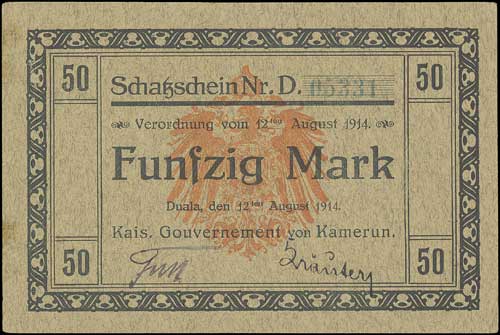 50 50
Schatzschein Nr. D. 05331
Verordnung vom 12ten August 1914.
Funfzig Mark
Duala, den 12ten August 1914.
Kais. Gouvernement von Kamerun.
50 50